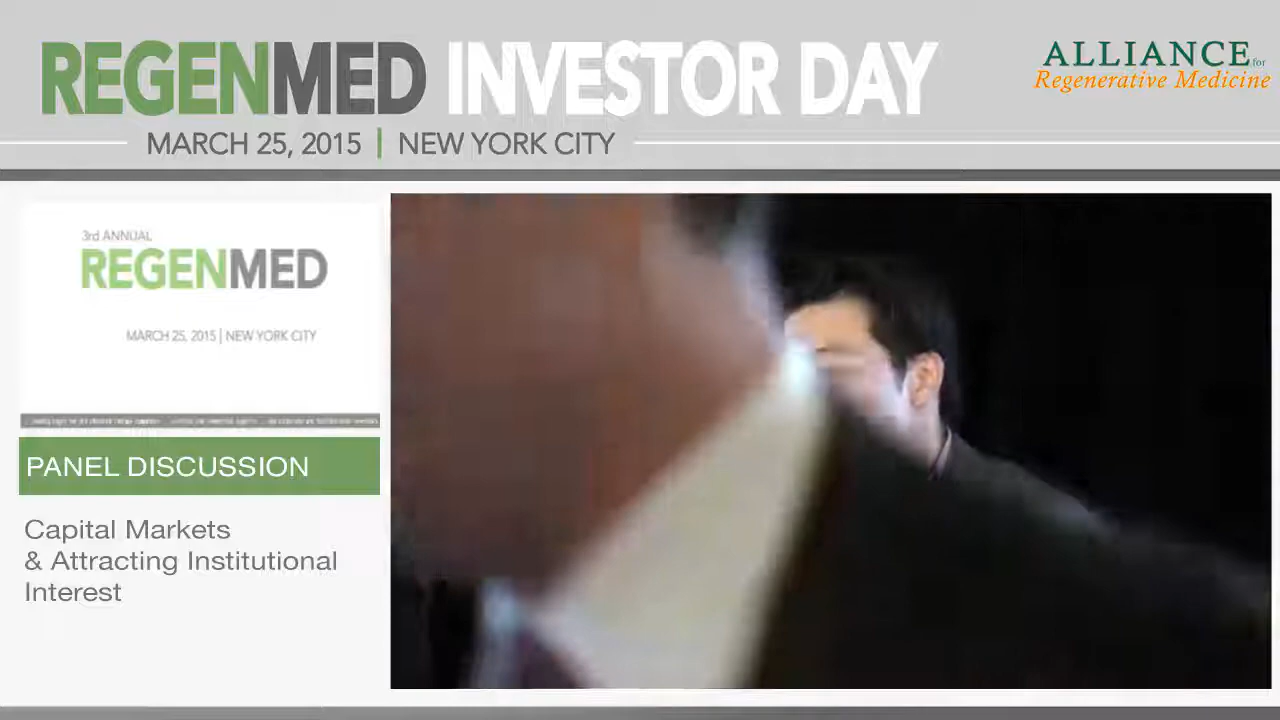 REGENMED INVESTOR DAY
MARCH 25, 2015 | NEW YORK CITY
ALLIANCE for
Regenerative Medicine
3rd ANNUAL
REGENMED
MARCH 25, 2015 | NEW YORK CITY
PANEL DISCUSSION
Capital Markets
& Attracting Institutional
Interest